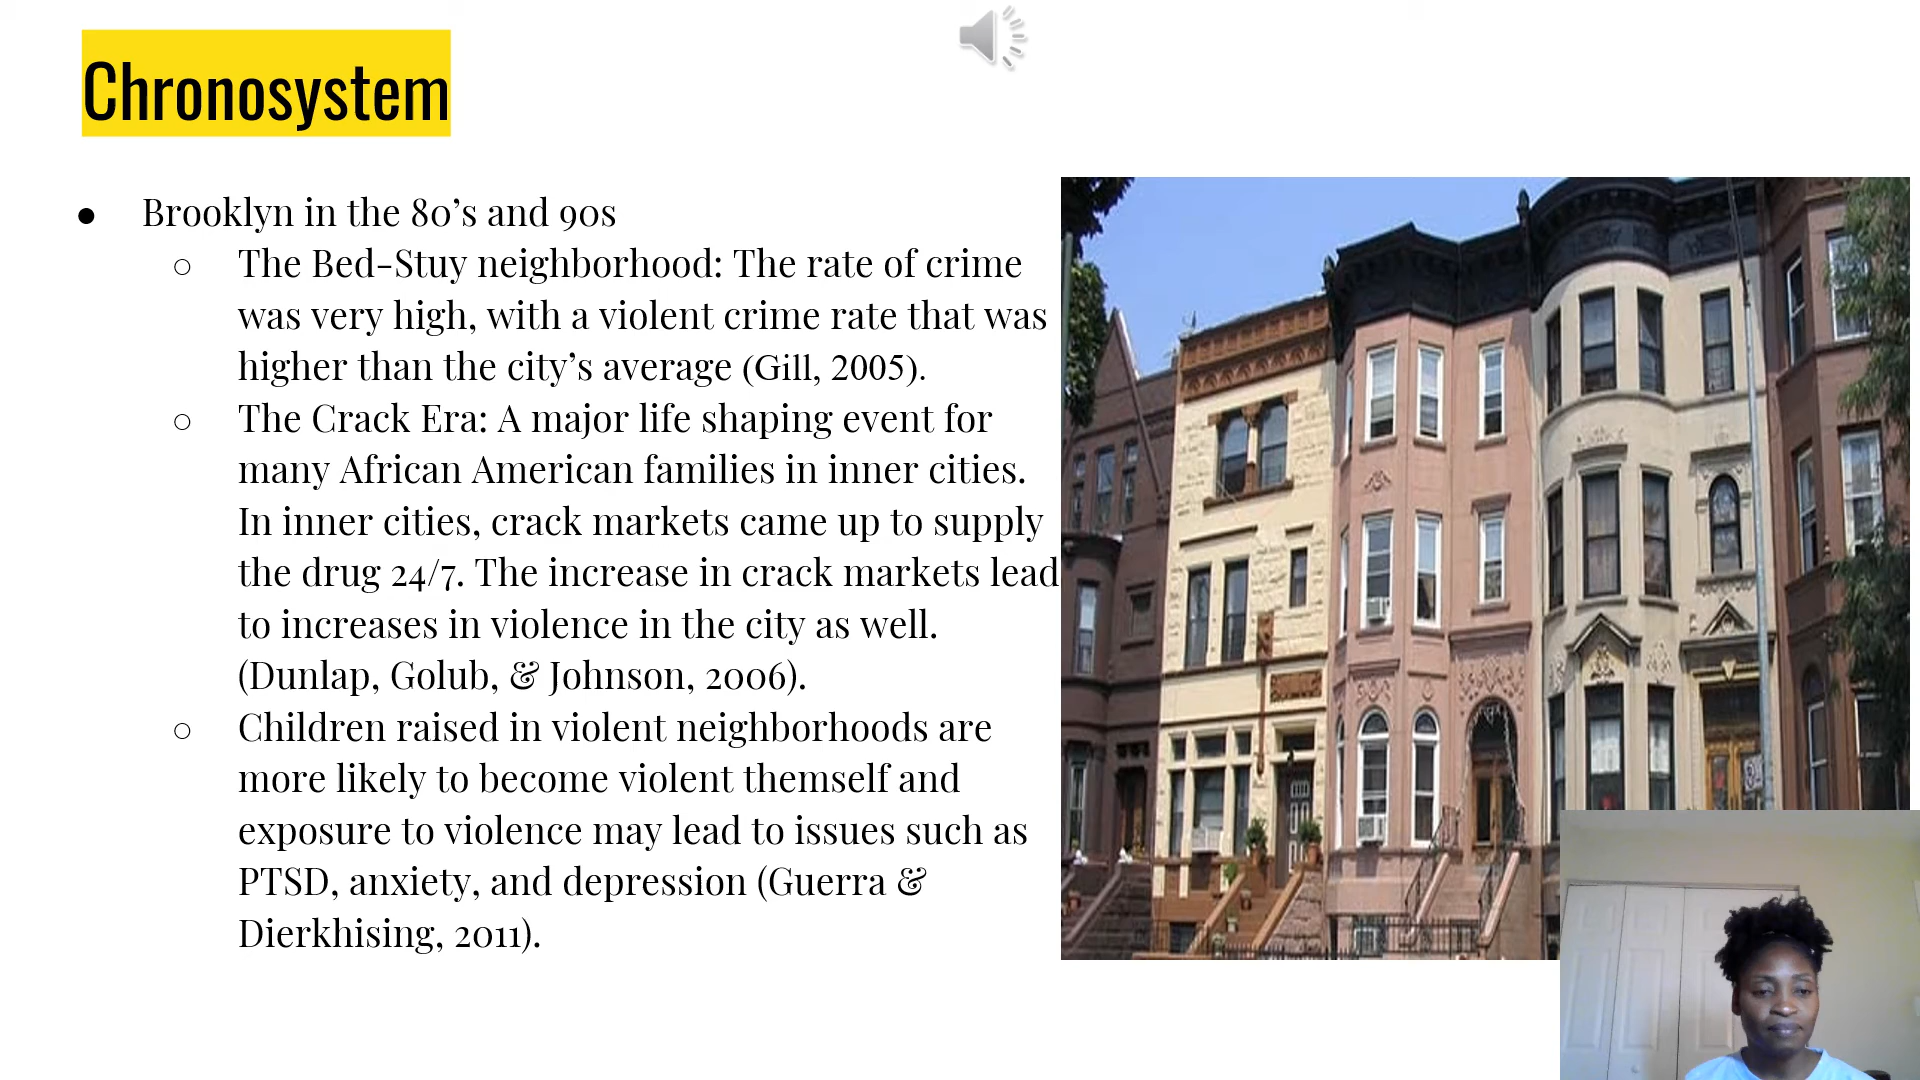 Chronosystem
● Brooklyn in the 80’s and 90s
○ The Bed-Stuy neighborhood: The rate of crime
was very high, with a violent crime rate that was
higher than the city’s average (Gill, 2005).
○ The Crack Era: A major life shaping event for
many African American families in inner cities.
In inner cities, crack markets came up to supply
the drug 24/7. The increase in crack markets lead
to increases in violence in the city as well.
(Dunlap, Golub, & Johnson, 2006).
○ Children raised in violent neighborhoods are
more likely to become violent themself and
exposure to violence may lead to issues such as
PTSD, anxiety, and depression (Guerra &
Dierkhising, 2011).